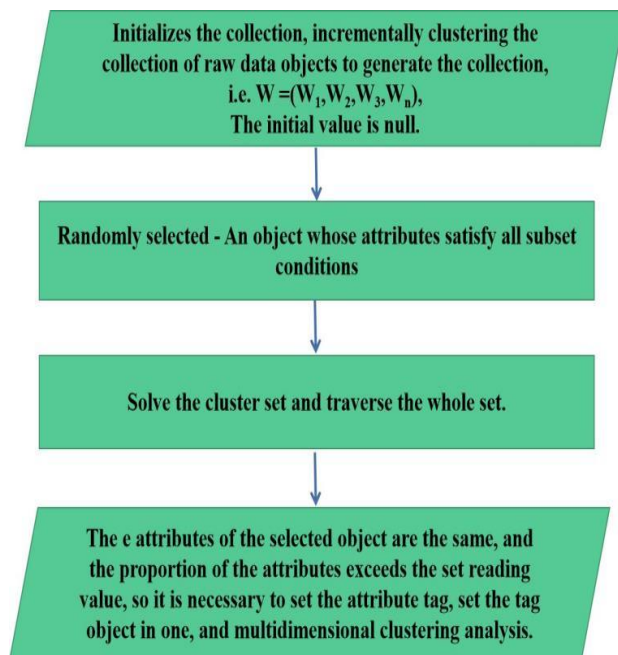 Initializes the collection, incrementally clustering the
collection of raw data objects to generate the collection,
i.e. W =(W₁,W₂,W₃,Wₙ),
The initial value is null.
Randomly selected - An object whose attributes satisfy all subset
conditions
Solve the cluster set and traverse the whole set.
The e attributes of the selected object are the same, and
the proportion of the attributes exceeds the set reading
value, so it is necessary to set the attribute tag, set the tag
object in one, and multidimensional clustering analysis.